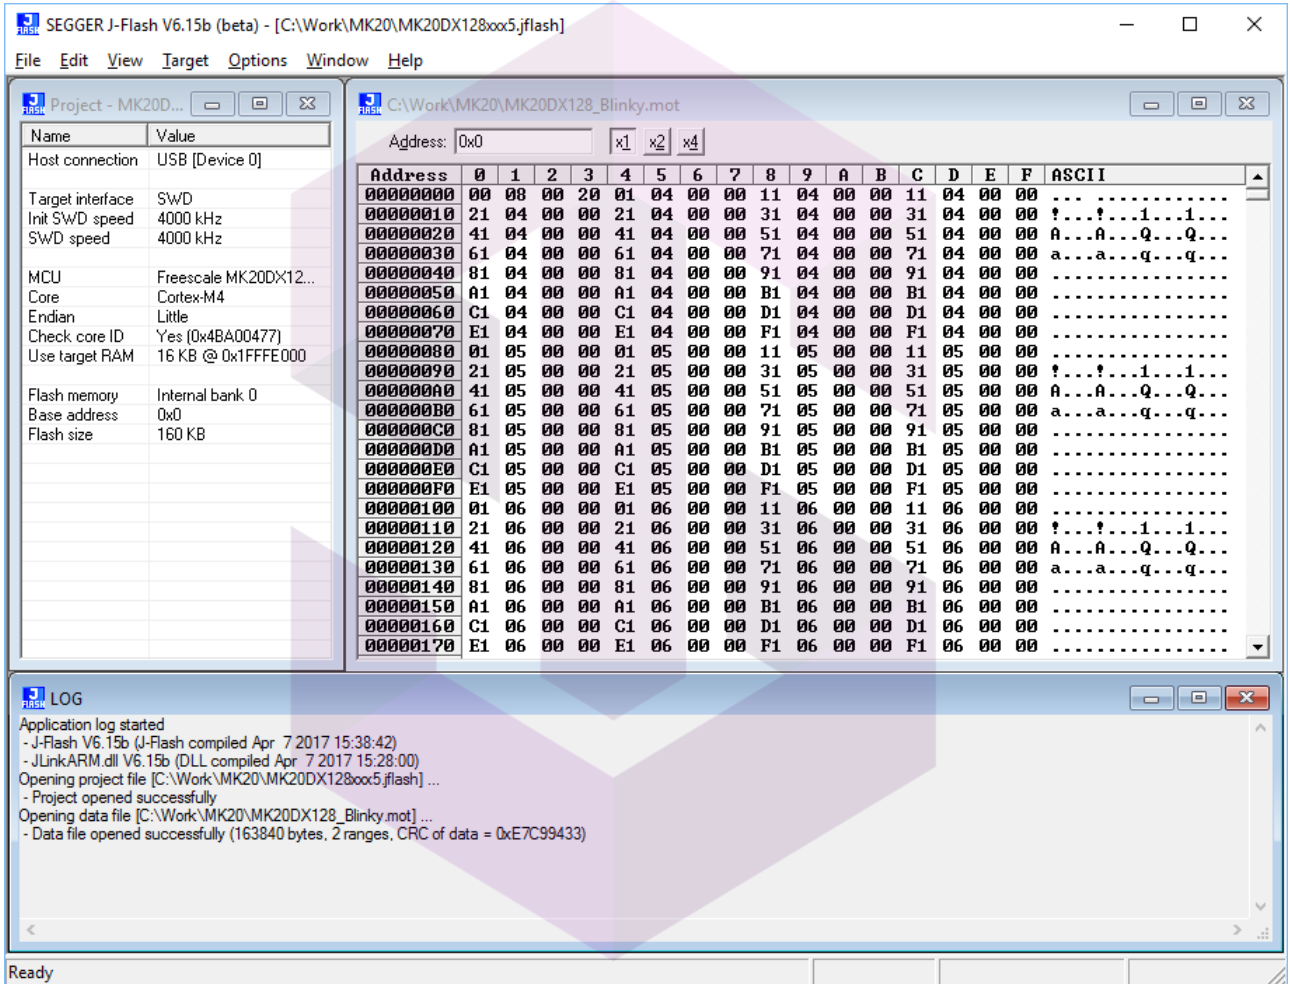 SEGGER J-Flash V6.15b (beta) - [C:\Work\MK20\MK20DX128xxx5.jflash]
File Edit View Target Options Window Help
Project - MK20D...
Name Value
Host connection USB [Device 0]
Target interface SWD
Init SWD speed 4000 kHz
SWD speed 4000 kHz
MCU Freescale MK20DX12...
Core Cortex-M4
Endian Little
Check core ID Yes (0x4BA00477)
Use target RAM 16 KB @ 0x1FFFE000
Flash memory Internal bank 0
Base address 0x0
Flash size 160 KB
C:\Work\MK20\MK20DX128_Blinky.mot
Address: 0x0 x1 x2 x4
Address 0 1 2 3 4 5 6 7 8 9 A B C D E F ASCII
00000000 00 08 00 20 01 04 00 00 11 04 00 00 11 04 00 00 ... ............
00000010 21 04 00 00 21 04 00 00 31 04 00 00 31 04 00 00 !...!...1...1...
00000020 41 04 00 00 41 04 00 00 51 04 00 00 51 04 00 00 A...A...Q...Q...
00000030 61 04 00 00 61 04 00 00 71 04 00 00 71 04 00 00 a...a...q...q...
00000040 81 04 00 00 81 04 00 00 91 04 00 00 91 04 00 00 ................
00000050 A1 04 00 00 A1 04 00 00 B1 04 00 00 B1 04 00 00 ................
00000060 C1 04 00 00 C1 04 00 00 D1 04 00 00 D1 04 00 00 ................
00000070 E1 04 00 00 E1 04 00 00 F1 04 00 00 F1 04 00 00 ................
00000080 01 05 00 00 01 05 00 00 11 05 00 00 11 05 00 00 ................
00000090 21 05 00 00 21 05 00 00 31 05 00 00 31 05 00 00 !...!...1...1...
000000A0 41 05 00 00 41 05 00 00 51 05 00 00 51 05 00 00 A...A...Q...Q...
000000B0 61 05 00 00 61 05 00 00 71 05 00 00 71 05 00 00 a...a...q...q...
000000C0 81 05 00 00 81 05 00 00 91 05 00 00 91 05 00 00 ................
000000D0 A1 05 00 00 A1 05 00 00 B1 05 00 00 B1 05 00 00 ................
000000E0 C1 05 00 00 C1 05 00 00 D1 05 00 00 D1 05 00 00 ................
000000F0 E1 05 00 00 E1 05 00 00 F1 05 00 00 F1 05 00 00 ................
00000100 01 06 00 00 01 06 00 00 11 06 00 00 11 06 00 00 ................
00000110 21 06 00 00 21 06 00 00 31 06 00 00 31 06 00 00 !...!...1...1...
00000120 41 06 00 00 41 06 00 00 51 06 00 00 51 06 00 00 A...A...Q...Q...
00000130 61 06 00 00 61 06 00 00 71 06 00 00 71 06 00 00 a...a...q...q...
00000140 81 06 00 00 81 06 00 00 91 06 00 00 91 06 00 00 ................
00000150 A1 06 00 00 A1 06 00 00 B1 06 00 00 B1 06 00 00 ................
00000160 C1 06 00 00 C1 06 00 00 D1 06 00 00 D1 06 00 00 ................
00000170 E1 06 00 00 E1 06 00 00 F1 06 00 00 F1 06 00 00 ................
LOG
Application log started
- J-Flash V6.15b (J-Flash compiled Apr 7 2017 15:38:42)
- JLinkARM.dll V6.15b (DLL compiled Apr 7 2017 15:28:00)
Opening project file [C:\Work\MK20\MK20DX128xxx5.jflash] ...
- Project opened successfully
Opening data file [C:\Work\MK20\MK20DX128_Blinky.mot] ...
- Data file opened successfully (163840 bytes, 2 ranges, CRC of data = 0xE7C99433)
Ready